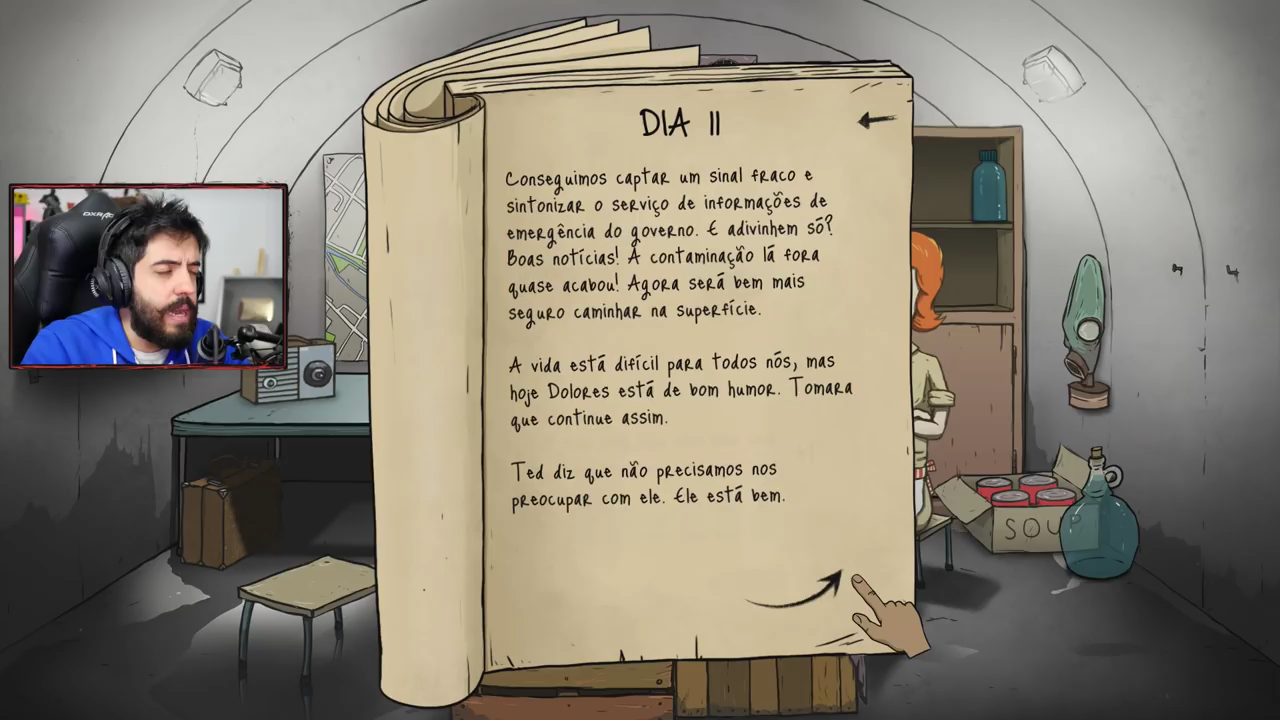 DIA 11
Conseguimos captar um sinal fraco e
sintonizar o serviço de informações de
emergência do governo. E adivinhem só?
Boas notícias! A contaminação lá fora
quase acabou! Agora será bem mais
seguro caminhar na superfície.
A vida está difícil para todos nós, mas
hoje Dolores está de bom humor. Tomara
que continue assim.
Ted diz que não precisamos nos
preocupar com ele. Ele está bem.
SOU